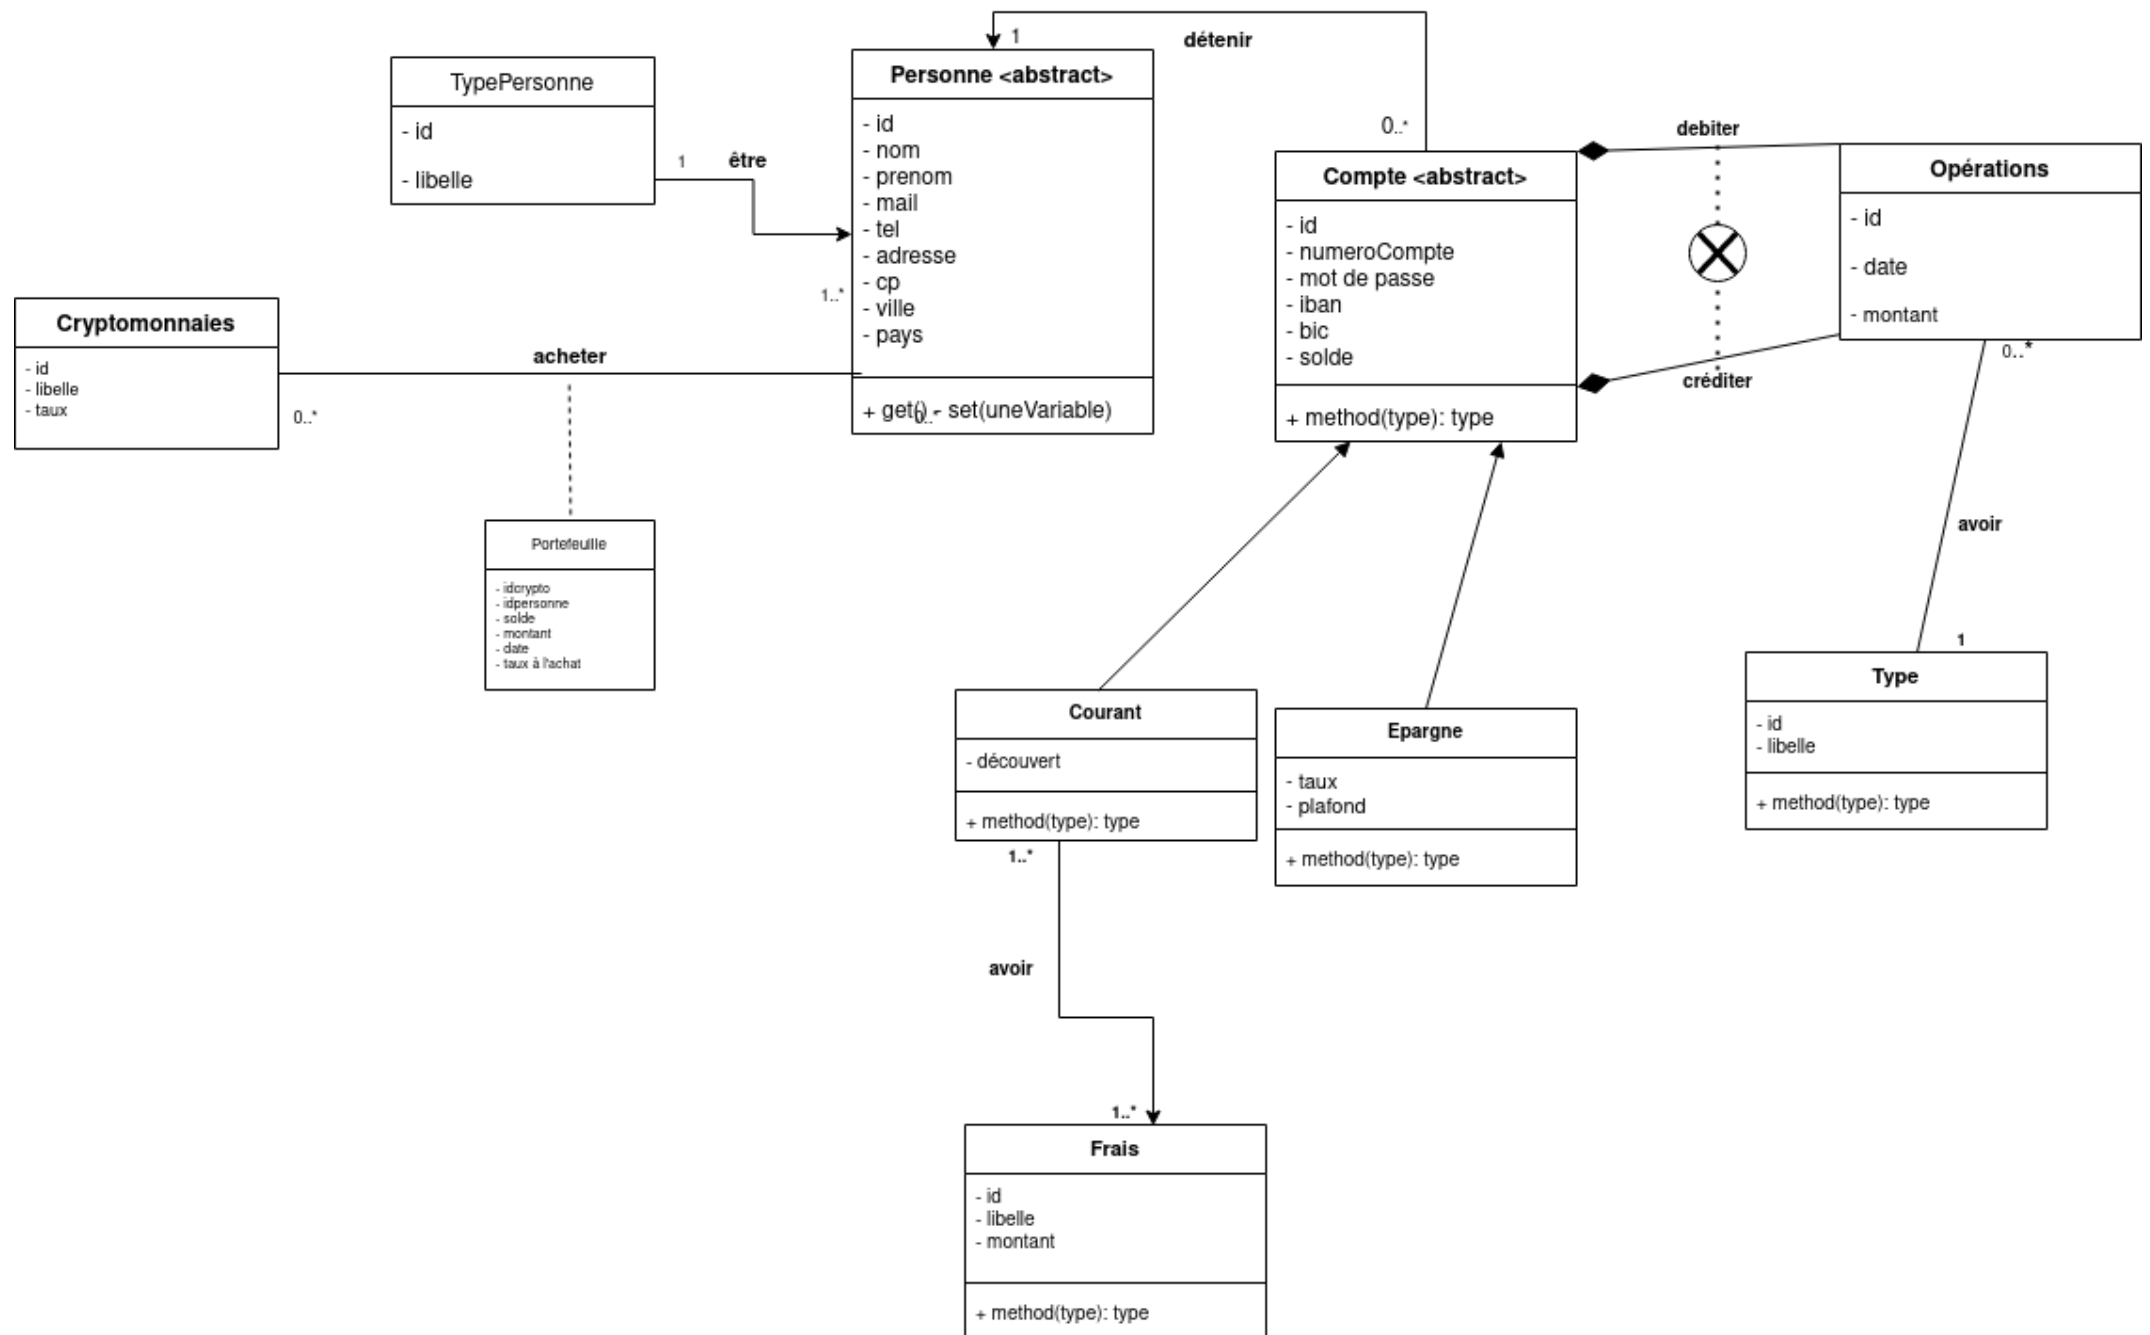 détenir
1
0..*
TypePersonne
- id
- libelle
1
être
1..*
Personne <abstract>
- id
- nom
- prenom
- mail
- tel
- adresse
- cp
- ville
- pays
+ get() - set(uneVariable)
0..*
Cryptomonnaies
- id
- libelle
- taux
acheter
0..*
Portefeuille
- idcrypto
- idpersonne
- solde
- montant
- date
- taux à l'achat
Compte <abstract>
- id
- numeroCompte
- mot de passe
- iban
- bic
- solde
+ method(type): type
debiter
créditer
Opérations
- id
- date
- montant
0..*
avoir
1
Type
- id
- libelle
+ method(type): type
Courant
- découvert
+ method(type): type
1..*
Epargne
- taux
- plafond
+ method(type): type
avoir
1..*
Frais
- id
- libelle
- montant
+ method(type): type